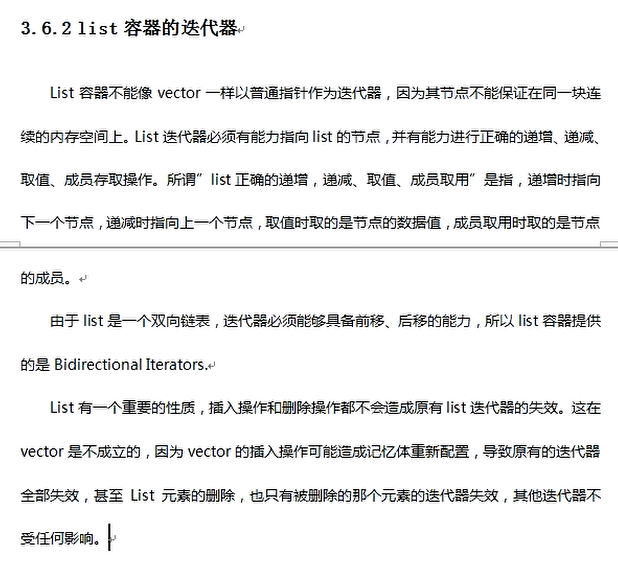 3.6.2 list 容器的迭代器
List 容器不能像 vector 一样以普通指针作为迭代器，因为其节点不能保证在同一块连
续的内存空间上。List 迭代器必须有能力指向 list 的节点，并有能力进行正确的递增、递减、
取值、成员存取操作。所谓”list 正确的递增，递减、取值、成员取用”是指，递增时指向
下一个节点，递减时指向上一个节点，取值时取的是节点的数据值，成员取用时取的是节点
的成员。
由于 list 是一个双向链表，迭代器必须能够具备前移、后移的能力，所以 list 容器提供
的是 Bidirectional Iterators.
List 有一个重要的性质，插入操作和删除操作都不会造成原有 list 迭代器的失效。这在
vector 是不成立的，因为 vector 的插入操作可能造成记忆体重新配置，导致原有的迭代器
全部失效，甚至 List 元素的删除，也只有被删除的那个元素的迭代器失效，其他迭代器不
受任何影响。